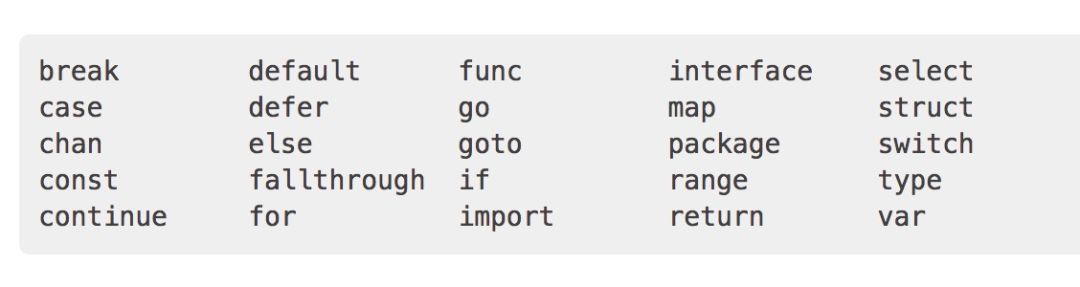 break default func interface select
case defer go map struct
chan else goto package switch
const fallthrough if range type
continue for import return var